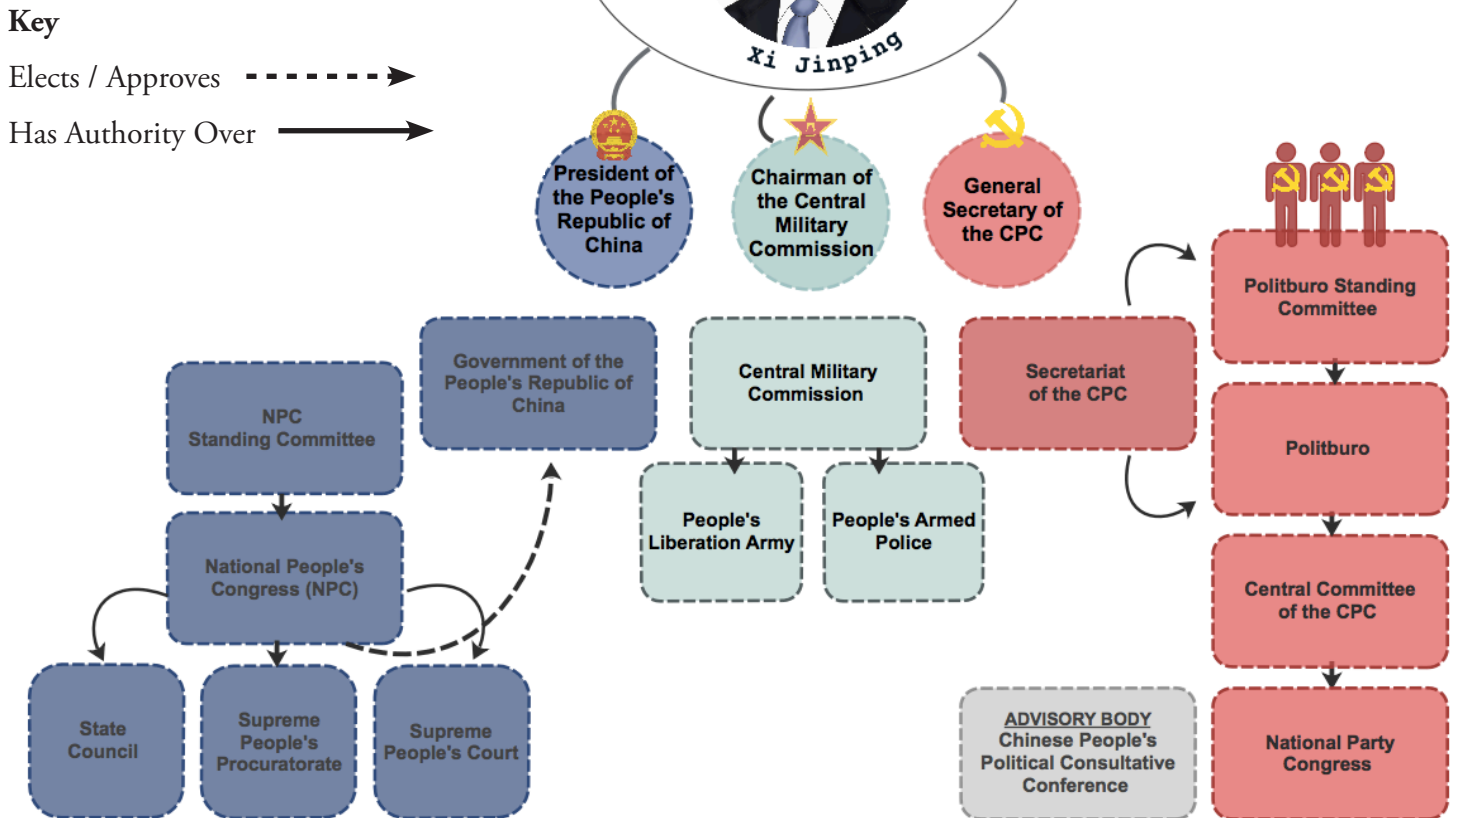 Key
Elects / Approves
Has Authority Over
Xi Jinping
President of
the People's
Republic of
China
Chairman of
the Central
Military
Commission
General
Secretary of
the CPC
Politburo Standing
Committee
Government of the
People's Republic of
China
Central Military
Commission
Secretariat
of the CPC
NPC
Standing Committee
Politburo
People's
Liberation Army
People's Armed
Police
National People's
Congress (NPC)
Central Committee
of the CPC
State
Council
Supreme
People's
Procuratorate
Supreme
People's Court
ADVISORY BODY
Chinese People's
Political Consultative
Conference
National Party
Congress